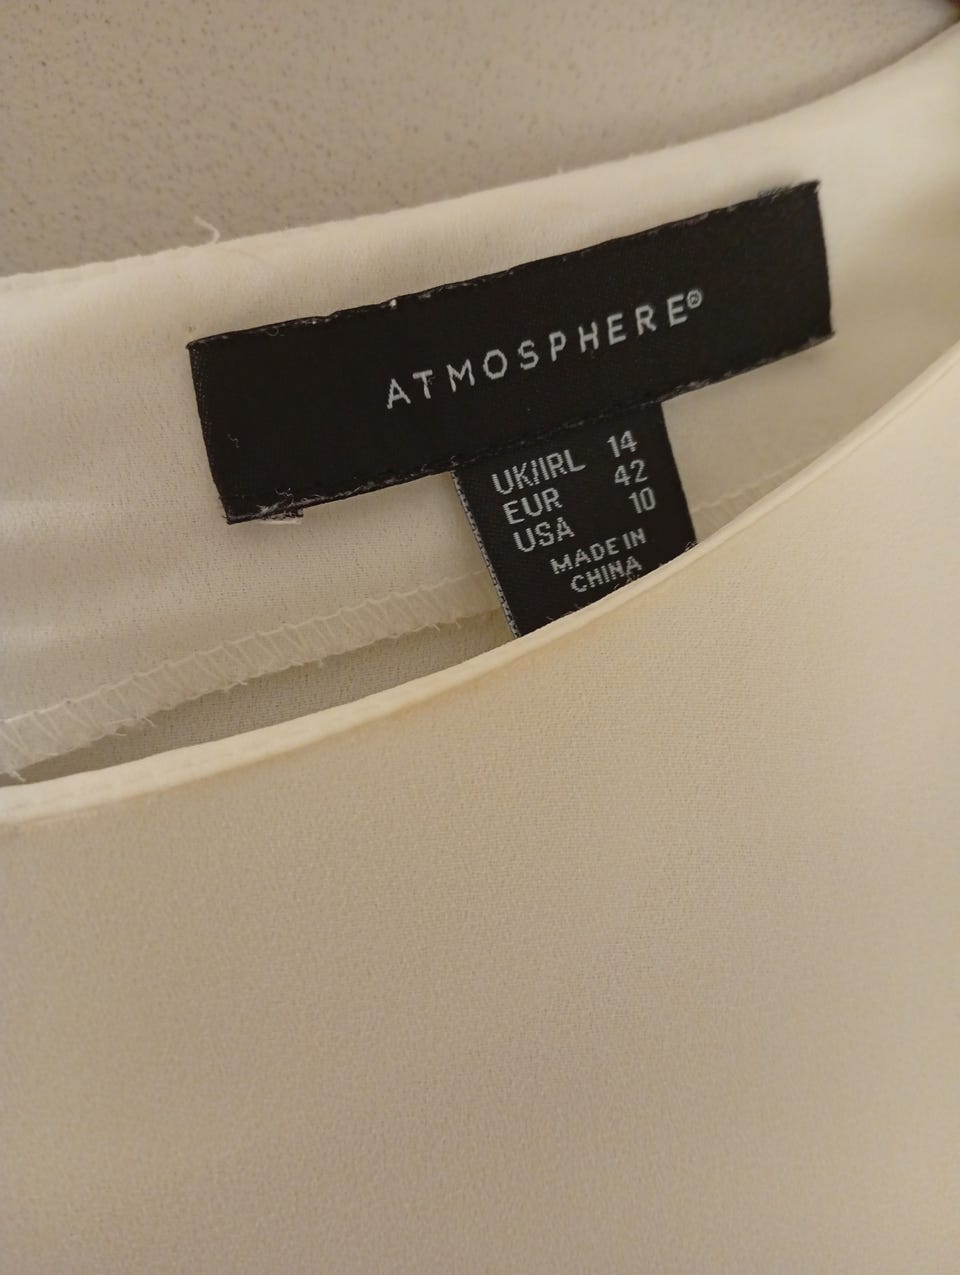 ATMOSPHERE®
UK/IRL 14
EUR 42
USA 10
MADE IN
CHINA